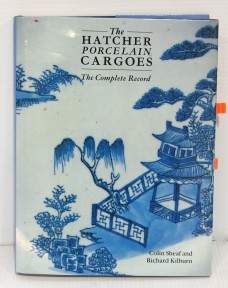 The
HATCHER
PORCELAIN
CARGOES
The Complete Record
Colin Sheaf and
Richard Kilburn